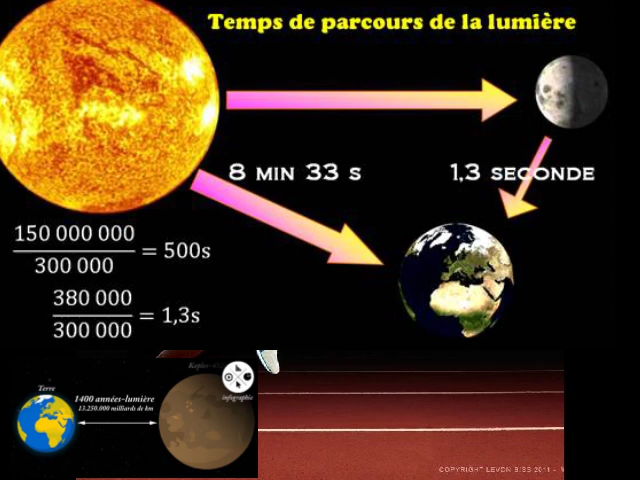 Temps de parcours de la lumière
8 MIN 33 S
1,3 SECONDE
150 000 000
300 000
= 500s
380 000
300 000
= 1,3s
Terre
1400 années-lumière
13.250.000 milliards de km
infographie
COPYRIGHT LEVON BISS 2011 -